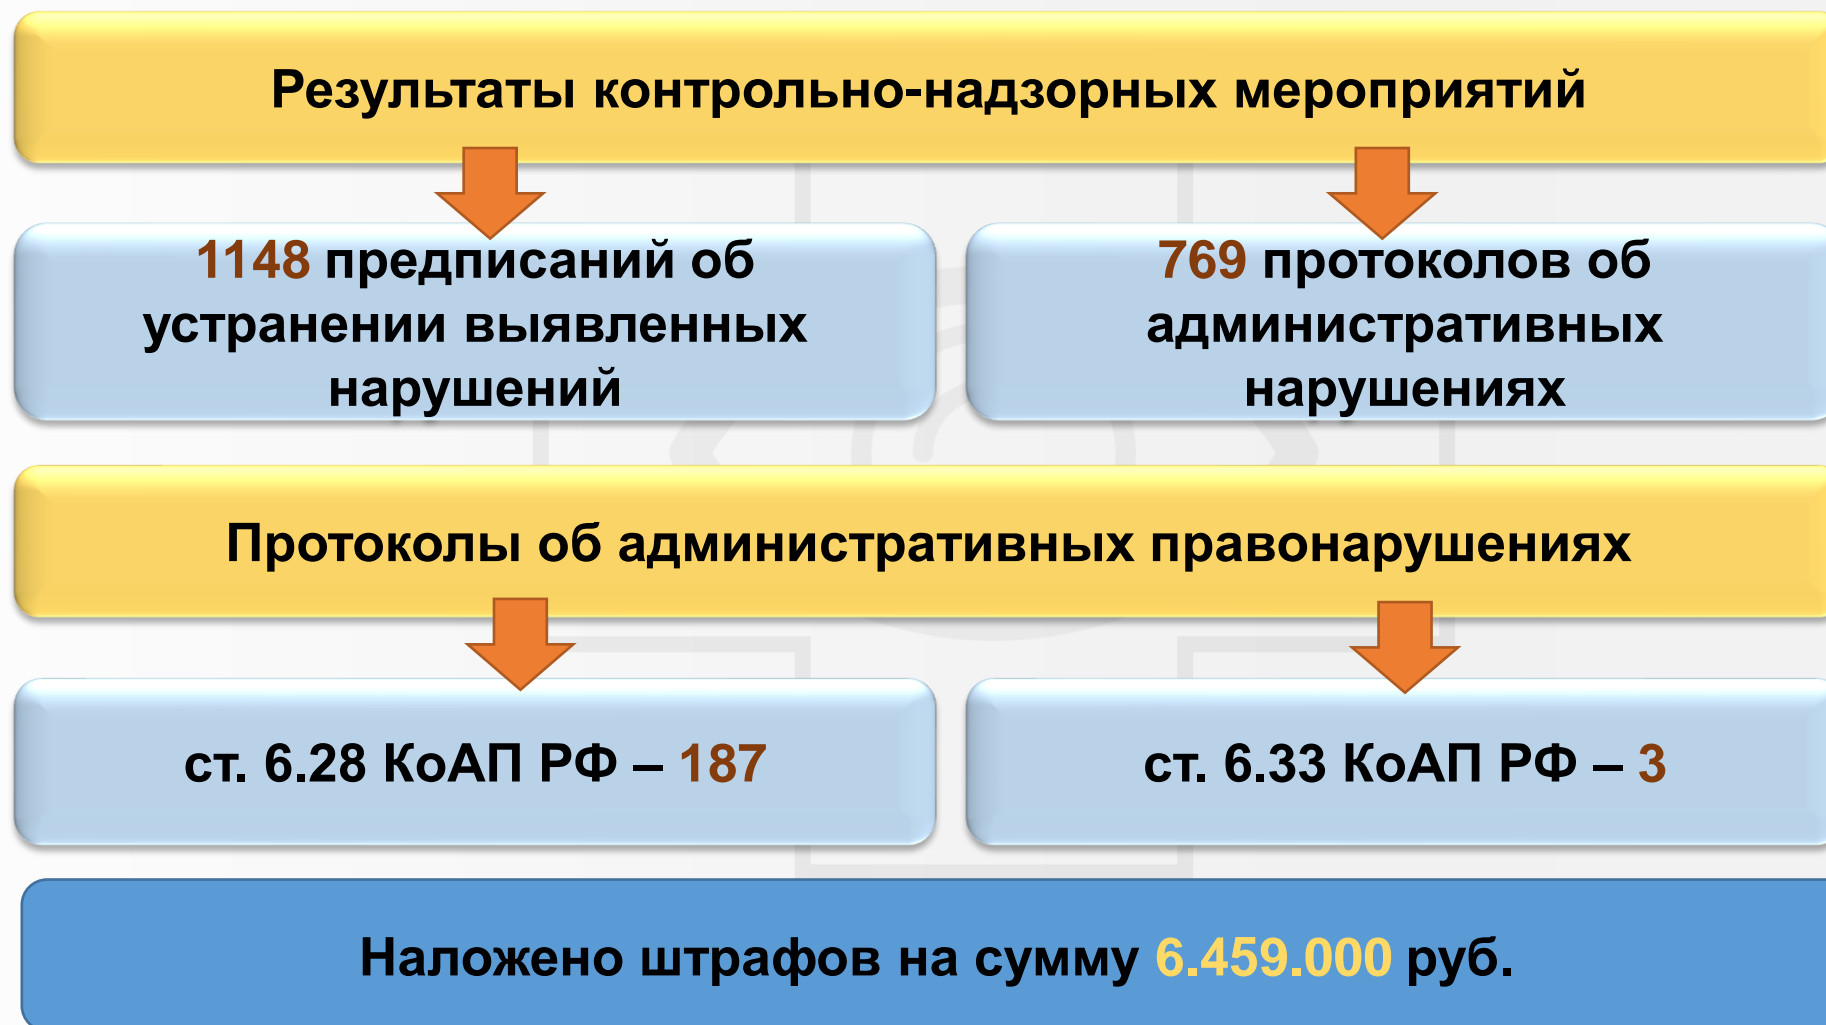 Результаты контрольно-надзорных мероприятий
1148 предписаний об
устранении выявленных
нарушений
769 протоколов об
административных
нарушениях
Протоколы об административных правонарушениях
ст. 6.28 КоАП РФ – 187
ст. 6.33 КоАП РФ – 3
Наложено штрафов на сумму 6.459.000 руб.